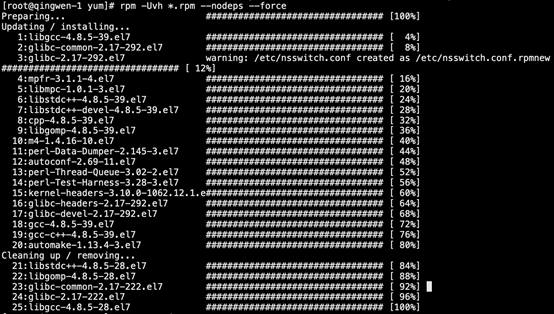 [root@qingwen-1 yum]# rpm -Uvh *.rpm --nodeps --force
Preparing... ################################# [100%]
Updating / installing...
1:libgcc-4.8.5-39.el7 ################################# [ 4%]
2:glibc-common-2.17-292.el7 ################################# [ 8%]
3:glibc-2.17-292.el7 warning: /etc/nsswitch.conf created as /etc/nsswitch.conf.rpmnew
################################# [ 12%]
4:mpfr-3.1.1-4.el7 ################################# [ 16%]
5:libmpc-1.0.1-3.el7 ################################# [ 20%]
6:libstdc++-4.8.5-39.el7 ################################# [ 24%]
7:libstdc++-devel-4.8.5-39.el7 ################################# [ 28%]
8:cpp-4.8.5-39.el7 ################################# [ 32%]
9:libgomp-4.8.5-39.el7 ################################# [ 36%]
10:m4-1.4.16-10.el7 ################################# [ 40%]
11:perl-Data-Dumper-2.145-3.el7 ################################# [ 44%]
12:autoconf-2.69-11.el7 ################################# [ 48%]
13:perl-Thread-Queue-3.02-2.el7 ################################# [ 52%]
14:perl-Test-Harness-3.28-3.el7 ################################# [ 56%]
15:kernel-headers-3.10.0-1062.12.1.e################################# [ 60%]
16:glibc-headers-2.17-292.el7 ################################# [ 64%]
17:glibc-devel-2.17-292.el7 ################################# [ 68%]
18:gcc-4.8.5-39.el7 ################################# [ 72%]
19:gcc-c++-4.8.5-39.el7 ################################# [ 76%]
20:automake-1.13.4-3.el7 ################################# [ 80%]
Cleaning up / removing...
21:libstdc++-4.8.5-28.el7 ################################# [ 84%]
22:libgomp-4.8.5-28.el7 ################################# [ 88%]
23:glibc-common-2.17-222.el7 ################################# [ 92%]
24:glibc-2.17-222.el7 ################################# [ 96%]
25:libgcc-4.8.5-28.el7 ################################# [100%]